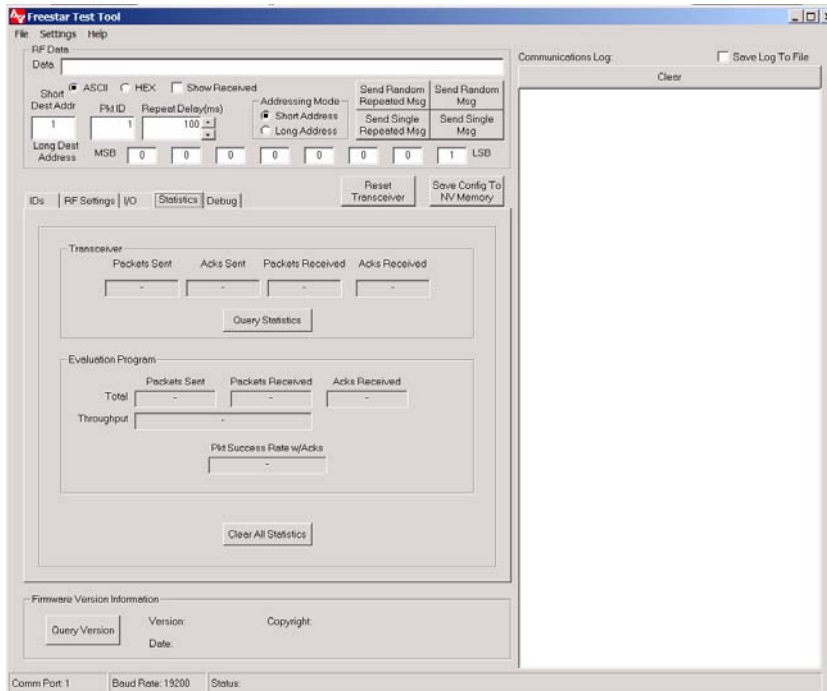 Freestar Test Tool
File Settings Help
RF Data
Data
ASCII HEX Show Received
Short Dest Addr
1
Pkt ID
1
Repeat Delay(ms)
100
Addressing Mode
Short Address
Long Address
Send Random Repeated Msg
Send Random Msg
Send Single Repeated Msg
Send Single Msg
Long Dest Address
MSB 0 0 0 0 0 0 0 1 LSB
Communications Log:
Save Log To File
Clear
Reset Transceiver
Save Config To NV Memory
IDs RF Settings I/O Statistics Debug
Transceiver
Packets Sent Acks Sent Packets Received Acks Received
- - - -
Query Statistics
Evaluation Program
Packets Sent Packets Received Acks Received
Total - - -
Throughput -
Pkt Success Rate w/Acks
-
Clear All Statistics
Firmware Version Information
Query Version
Version: Copyright:
Date:
Comm Port: 1 Baud Rate: 19200 Status: